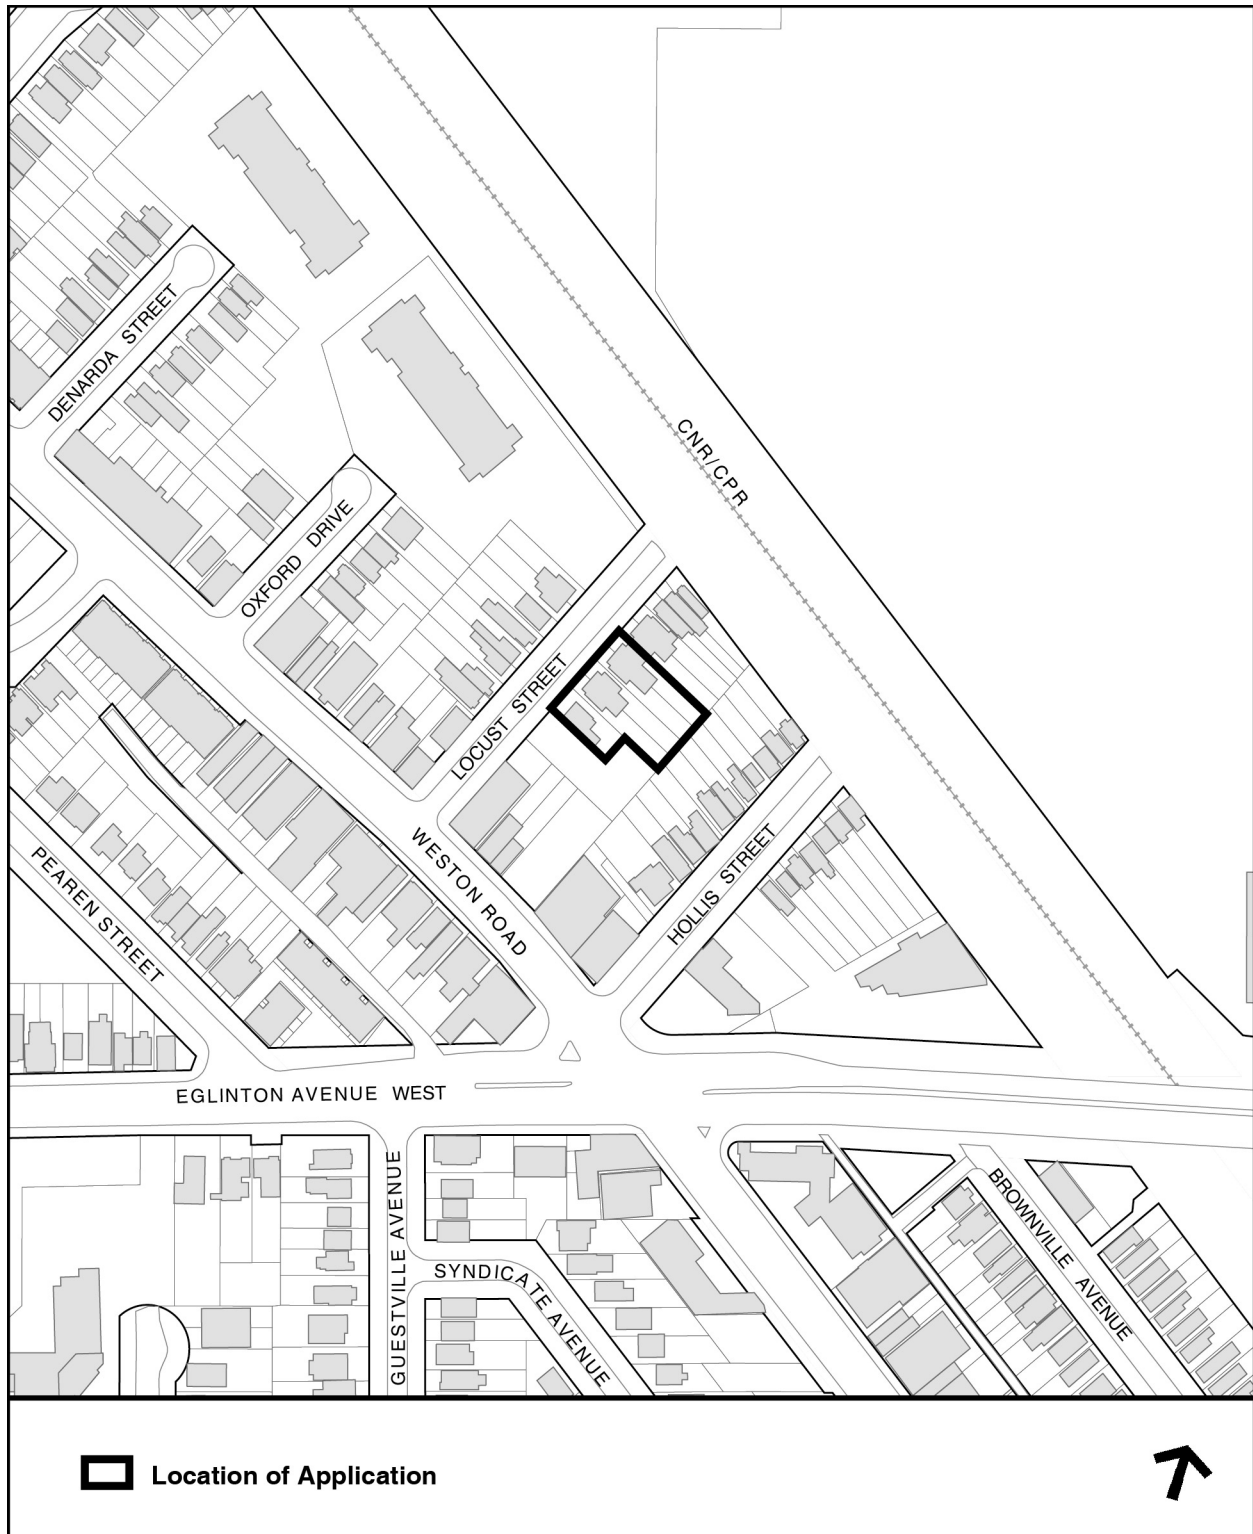 DENARDA STREET
CNR/CPR
OXFORD DRIVE
LOCUST STREET
WESTON ROAD
HOLLIS STREET
PEAREN STREET
EGLINTON AVENUE WEST
GUESTVILLE AVENUE
SYNDICATE AVENUE
BROWNVILLE AVENUE
Location of Application